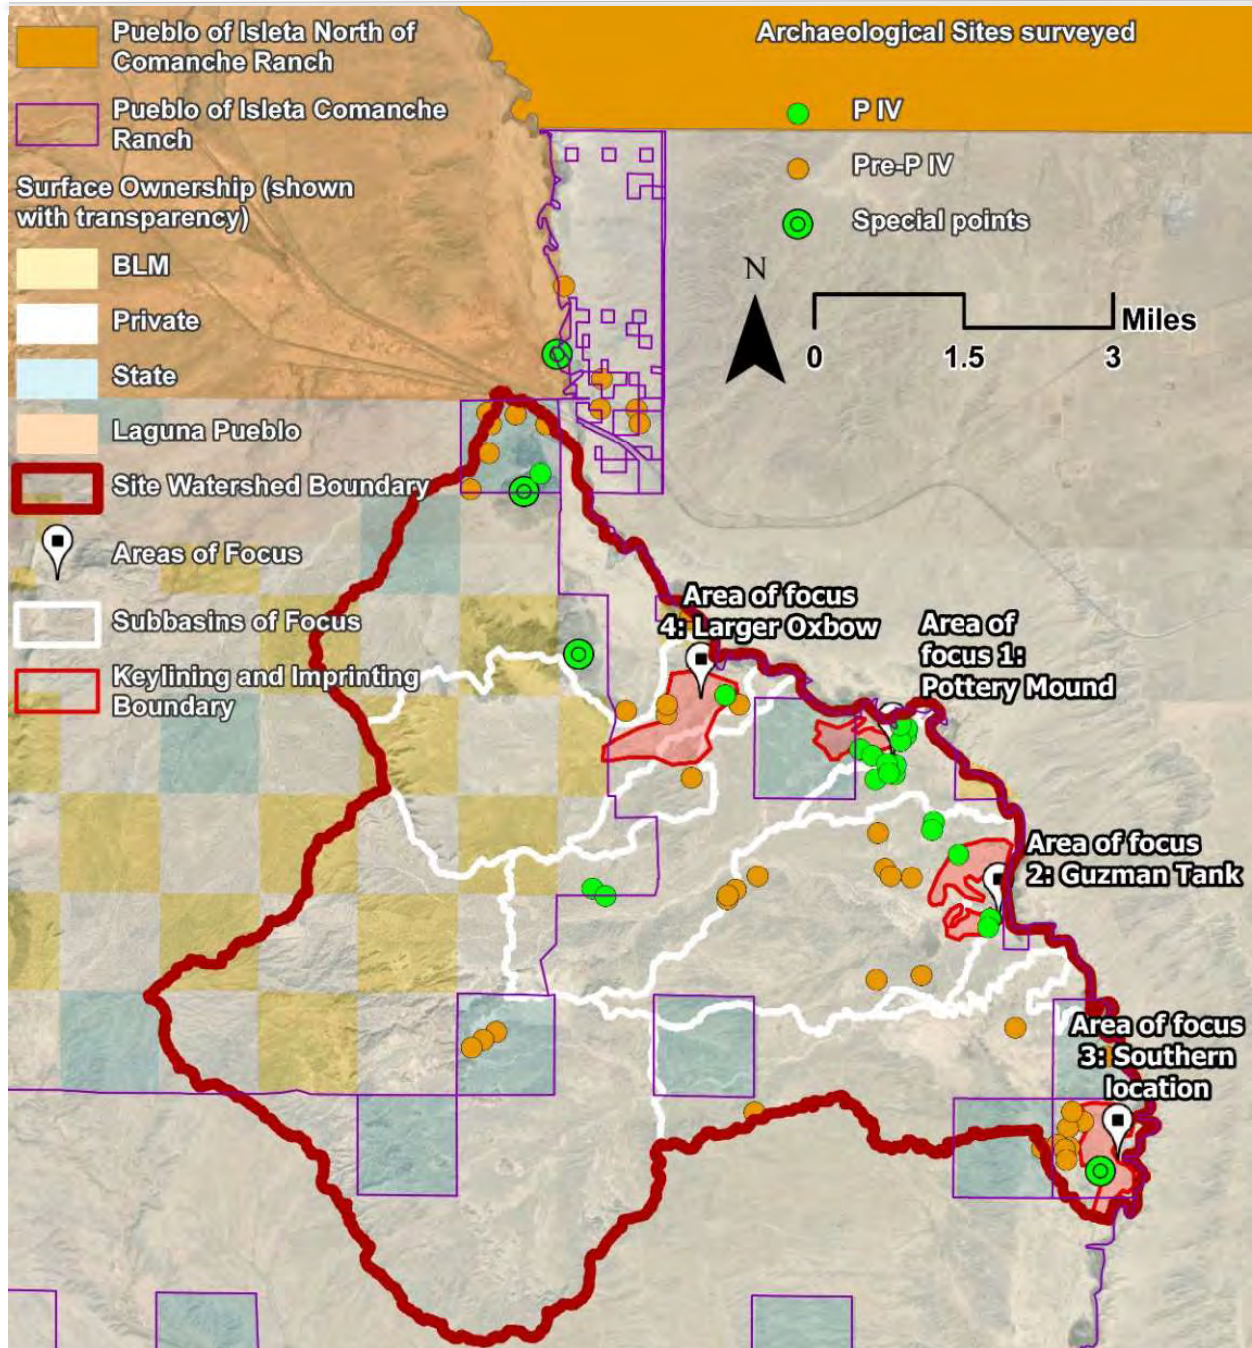 Pueblo of Isleta North of
Comanche Ranch
Pueblo of Isleta Comanche
Ranch
Surface Ownership (shown
with transparency)
BLM
Private
State
Laguna Pueblo
Site Watershed Boundary
Areas of Focus
Subbasins of Focus
Keylining and Imprinting
Boundary
Archaeological Sites surveyed
P IV
Pre-P IV
Special points
N
Miles
0 1.5 3
Area of focus
4: Larger Oxbow
Area of
focus 1:
Pottery Mound
Area of focus
2: Guzman Tank
Area of focus
3: Southern
location